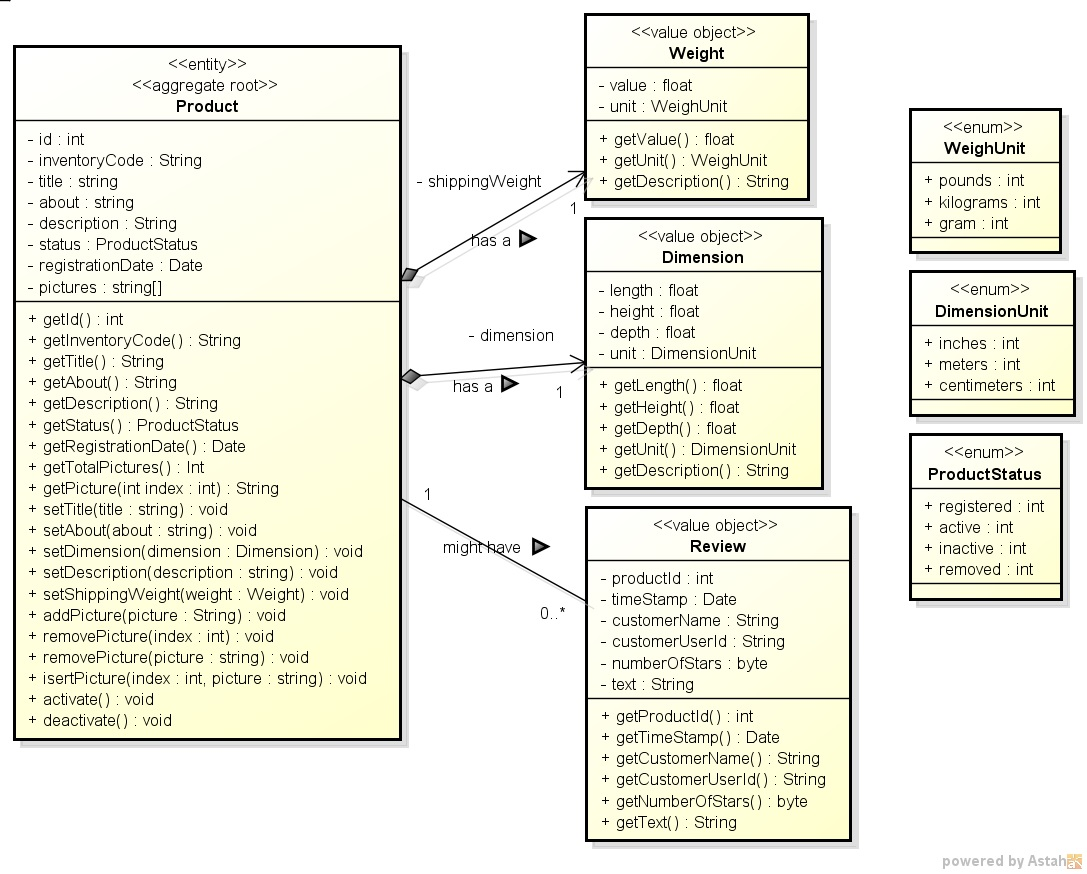 <<entity>>
<<aggregate root>>
Product
- id : int
- inventoryCode : String
- title : string
- about : string
- description : String
- status : ProductStatus
- registrationDate : Date
- pictures : string[]
+ getId() : int
+ getInventoryCode() : String
+ getTitle() : String
+ getAbout() : String
+ getDescription() : String
+ getStatus() : ProductStatus
+ getRegistrationDate() : Date
+ getTotalPictures() : Int
+ getPicture(int index : int) : String
+ setTitle(title : string) : void
+ setAbout(about : string) : void
+ setDimension(dimension : Dimension) : void
+ setDescription(description : string) : void
+ setShippingWeight(weight : Weight) : void
+ addPicture(picture : String) : void
+ removePicture(index : int) : void
+ removePicture(picture : string) : void
+ isertPicture(index : int, picture : string) : void
+ activate() : void
+ deactivate() : void
- shippingWeight
1
has a
- dimension
1
has a
1
might have
0..*
<<value object>>
Weight
- value : float
- unit : WeighUnit
+ getValue() : float
+ getUnit() : WeighUnit
+ getDescription() : String
<<value object>>
Dimension
- length : float
- height : float
- depth : float
- unit : DimensionUnit
+ getLength() : float
+ getHeight() : float
+ getDepth() : float
+ getUnit() : DimensionUnit
+ getDescription() : String
<<value object>>
Review
- productId : int
- timeStamp : Date
- customerName : String
- customerUserId : String
- numberOfStars : byte
- text : String
+ getProductId() : int
+ getTimeStamp() : Date
+ getCustomerName() : String
+ getCustomerUserId() : String
+ getNumberOfStars() : byte
+ getText() : String
<<enum>>
WeighUnit
+ pounds : int
+ kilograms : int
+ gram : int
<<enum>>
DimensionUnit
+ inches : int
+ meters : int
+ centimeters : int
<<enum>>
ProductStatus
+ registered : int
+ active : int
+ inactive : int
+ removed : int
powered by Astah